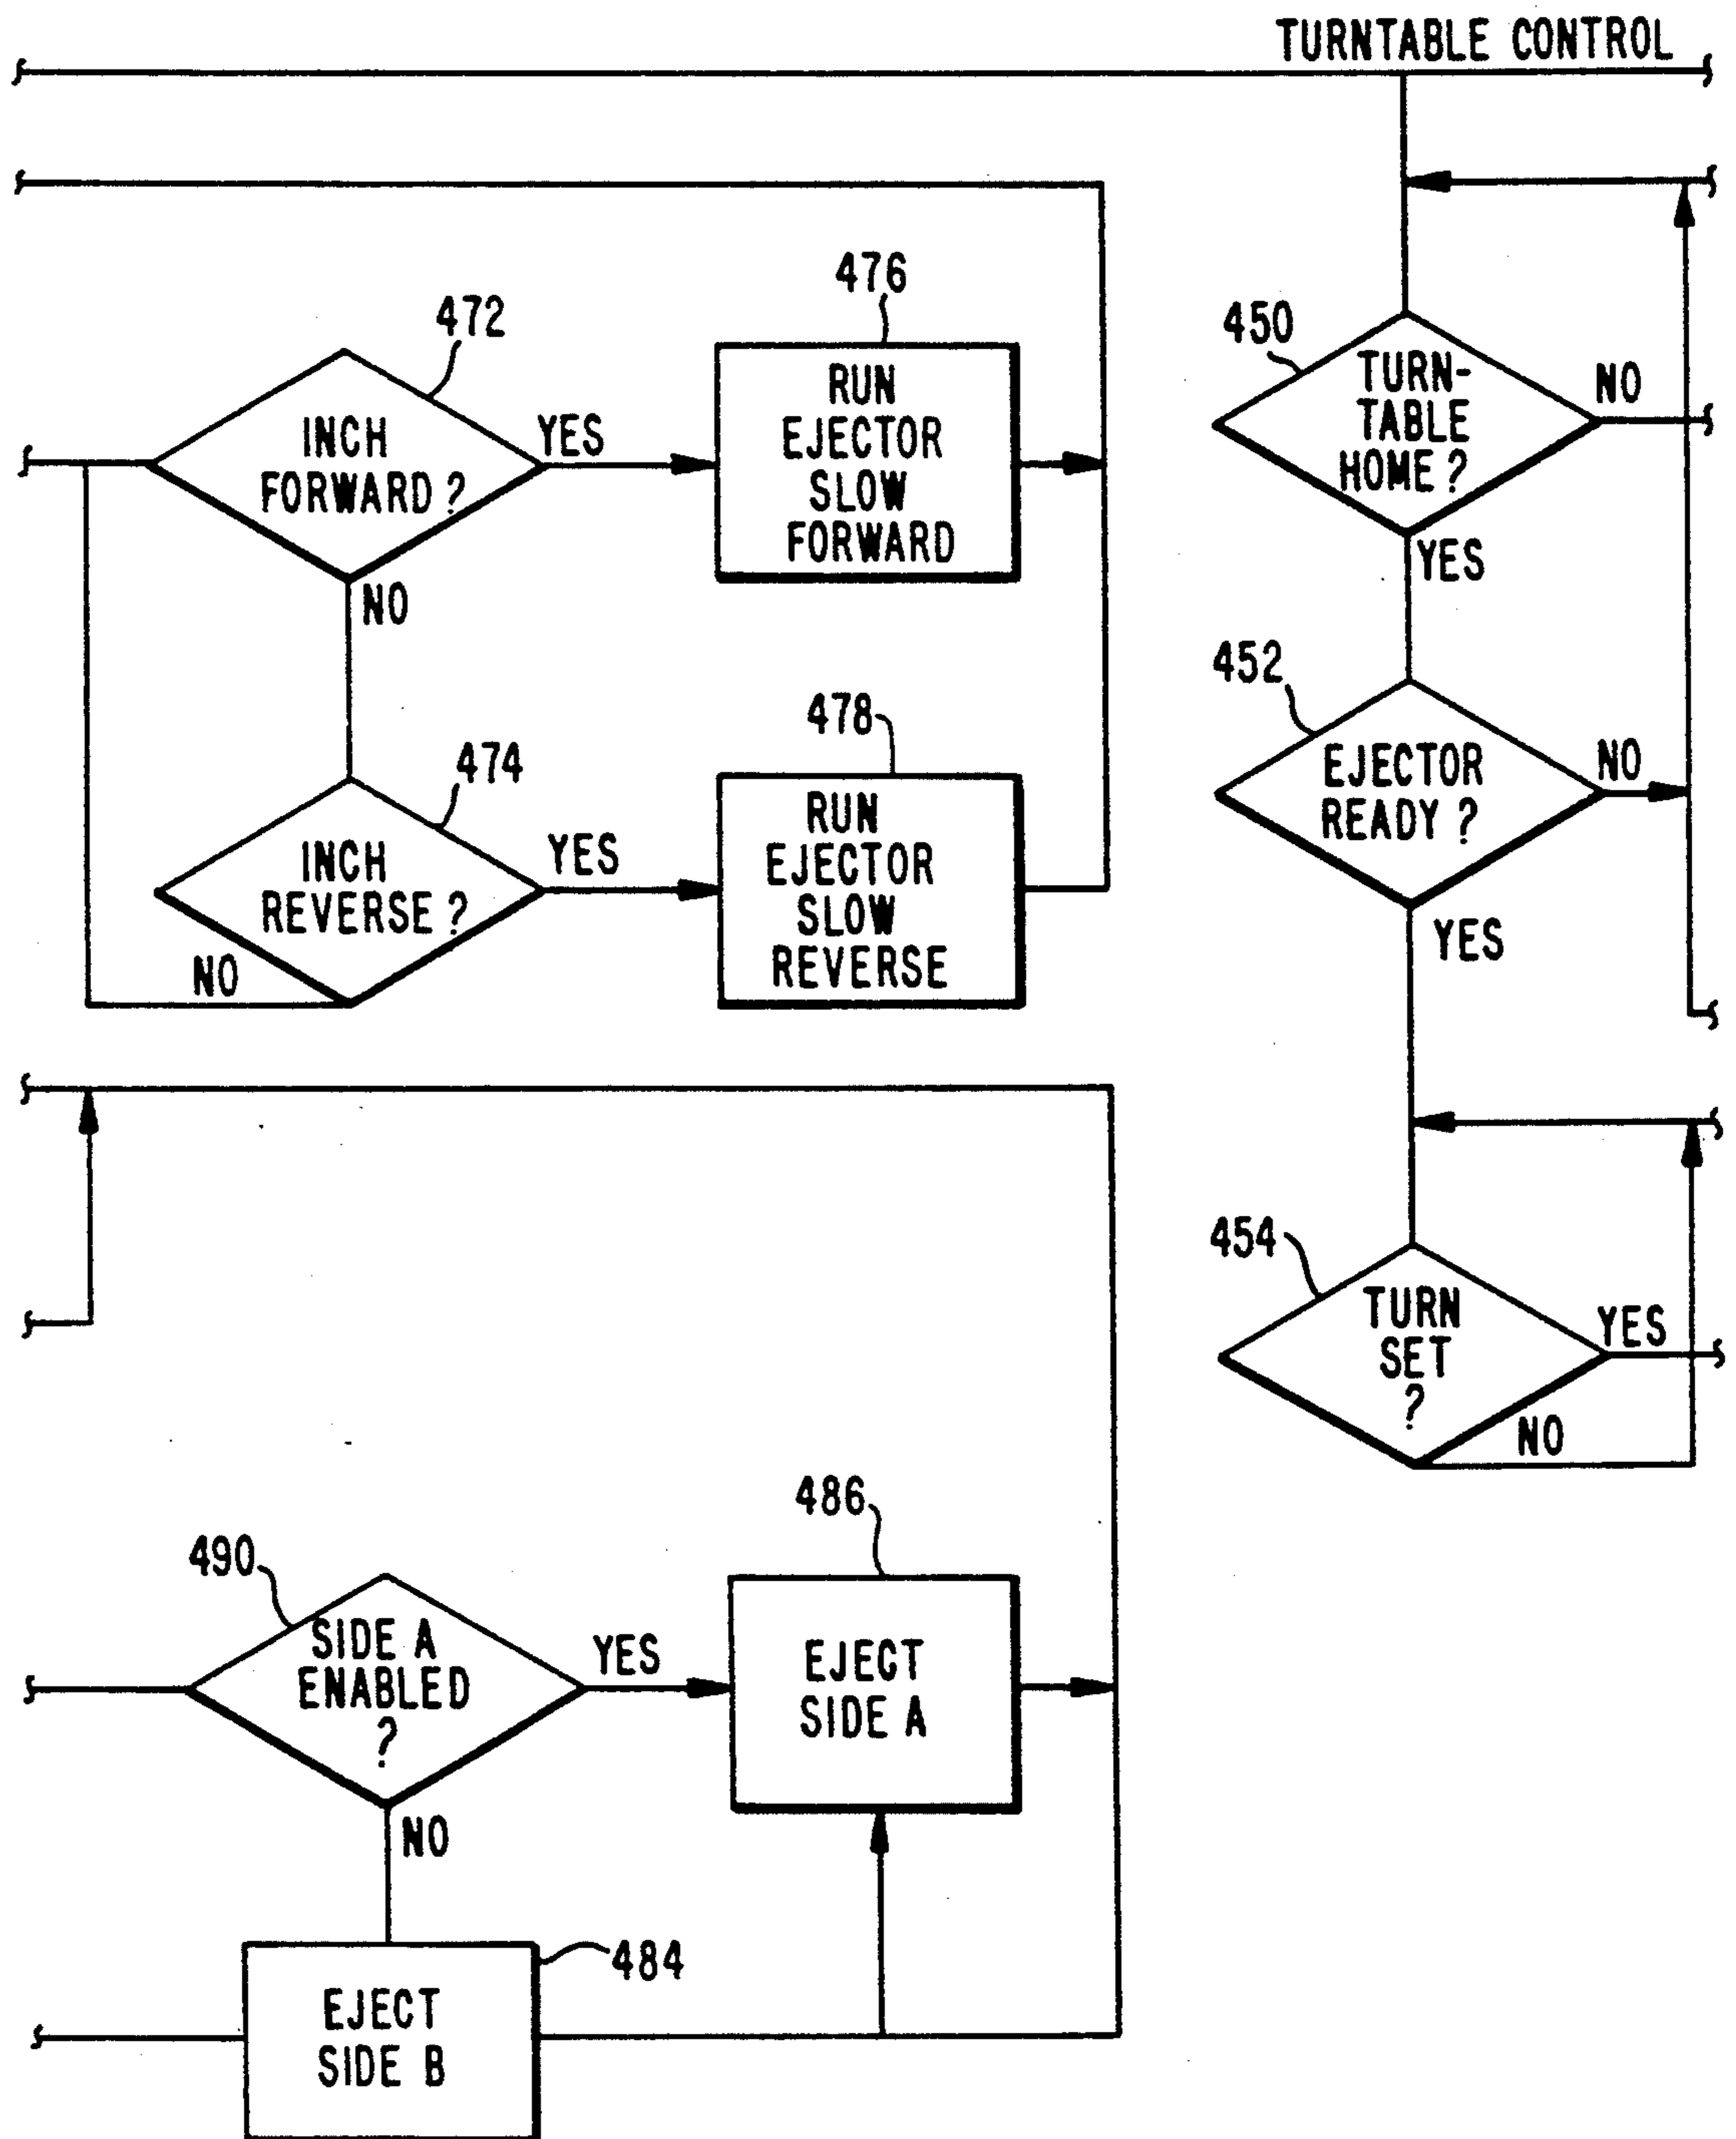 TURNTABLE CONTROL
472
INCH
FORWARD?
YES
NO
476
RUN
EJECTOR
SLOW
FORWARD
474
INCH
REVERSE?
YES
NO
478
RUN
EJECTOR
SLOW
REVERSE
450
TURN-
TABLE
HOME?
NO
YES
452
EJECTOR
READY?
NO
YES
454
TURN
SET
?
YES
NO
490
SIDE A
ENABLED
?
YES
NO
486
EJECT
SIDE A
484
EJECT
SIDE B